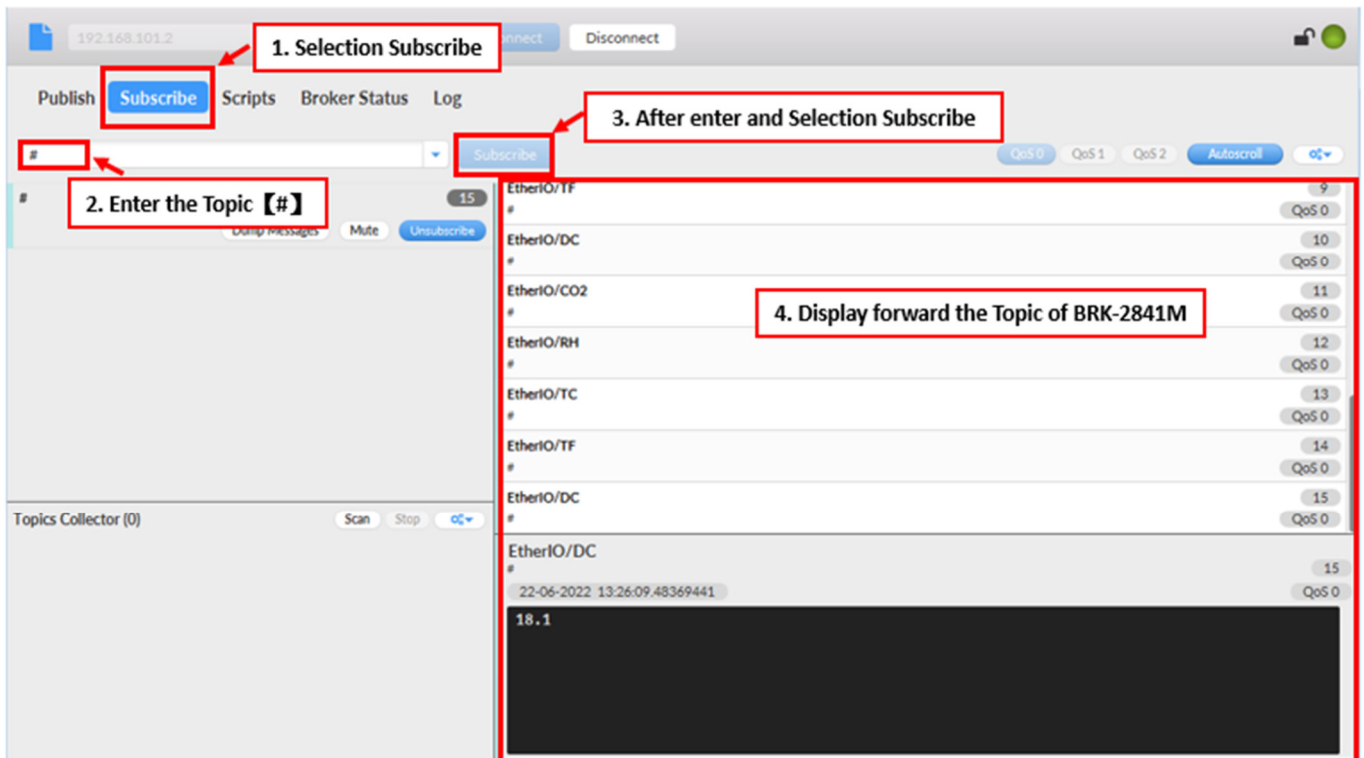 192.168.101.2
1. Selection Subscribe
nnect
Disconnect
Publish
Subscribe
Scripts
Broker Status
Log
3. After enter and Selection Subscribe
#
Subscribe
QoS 0
QoS 1
QoS 2
Autoscroll
2. Enter the Topic【#】
#
15
Dump Messages
Mute
Unsubscribe
EtherIO/TF
9
#
QoS 0
EtherIO/DC
10
#
QoS 0
EtherIO/CO2
11
#
QoS 0
4. Display forward the Topic of BRK-2841M
EtherIO/RH
12
#
QoS 0
EtherIO/TC
13
#
QoS 0
EtherIO/TF
14
#
QoS 0
EtherIO/DC
15
#
QoS 0
Topics Collector (0)
Scan
Stop
EtherIO/DC
#
15
22-06-2022 13:26:09.48369441
QoS 0
18.1